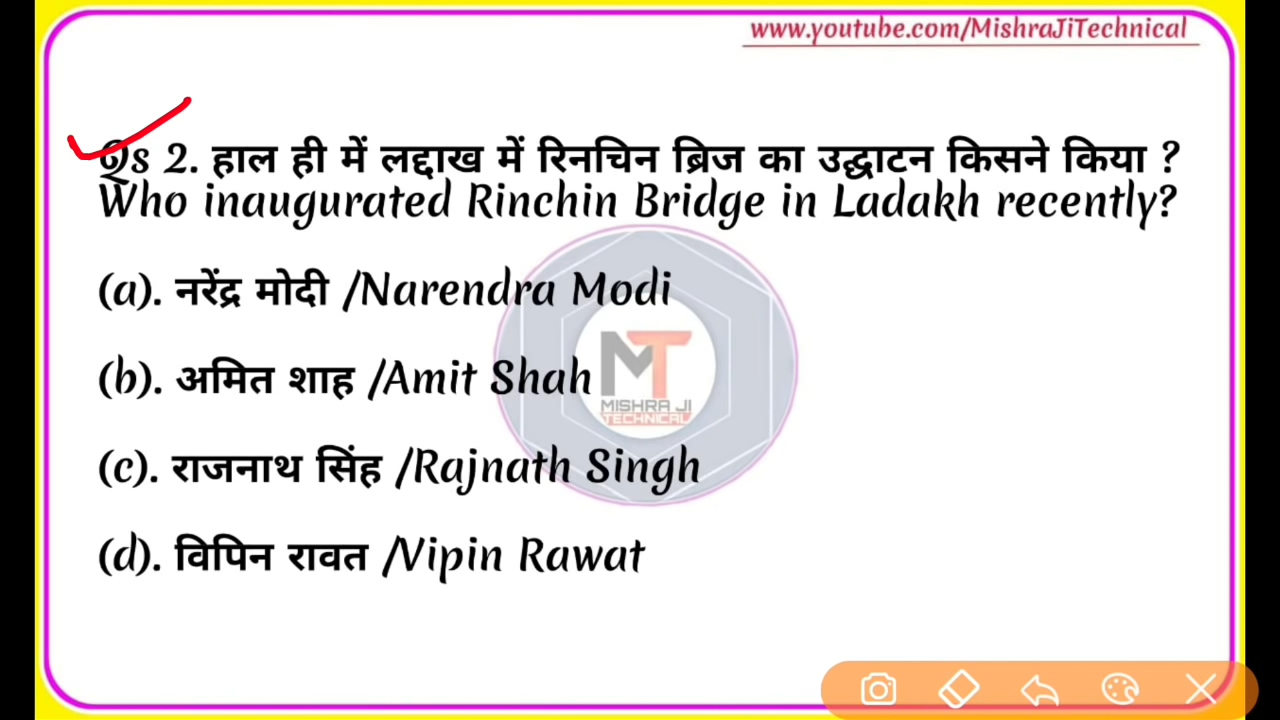 www.youtube.com/MishraJiTechnical
Qs 2. हाल ही में लद्दाख में रिनचिन ब्रिज का उद्घाटन किसने किया ?
Who inaugurated Rinchin Bridge in Ladakh recently?
(a). नरेंद्र मोदी /Narendra Modi
(b). अमित शाह /Amit Shah
MT
MISHRA JI
TECHNICAL
(c). राजनाथ सिंह /Rajnath Singh
(d). विपिन रावत /Vipin Rawat